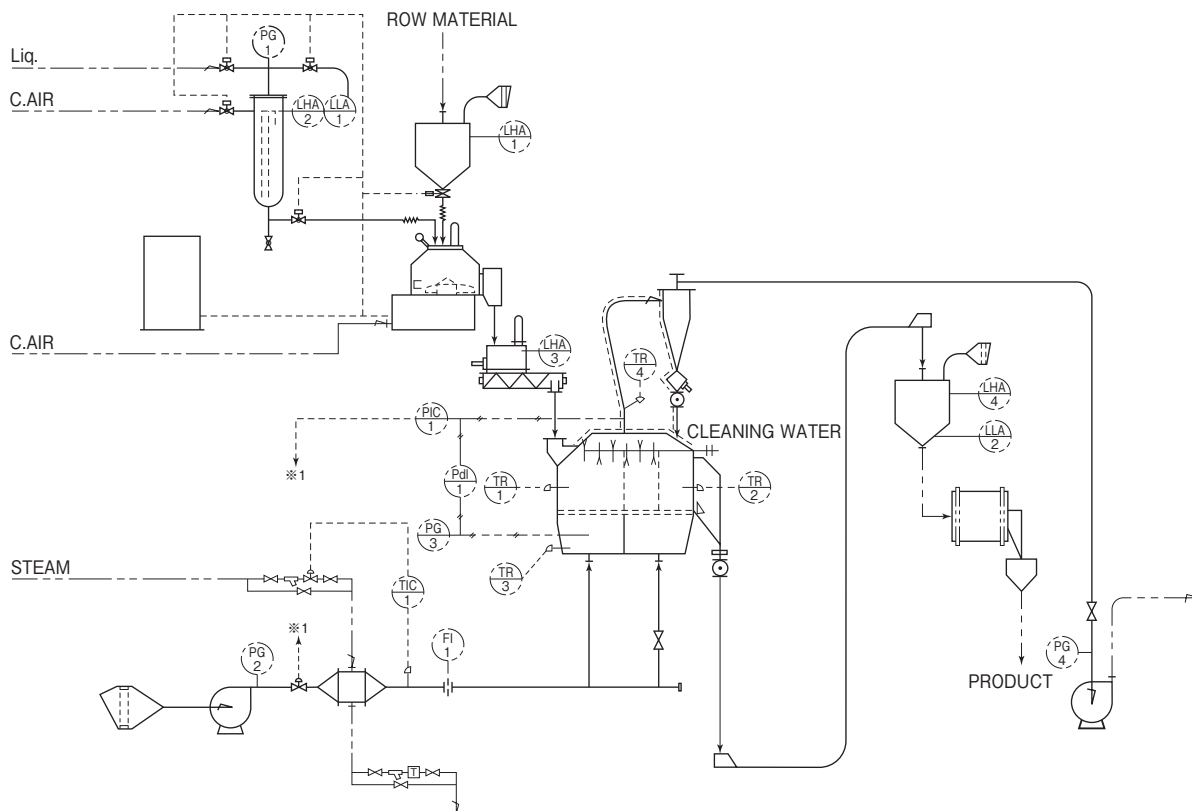 ROW MATERIAL
PG
1
Liq.
C.AIR
LHA
2
LLA
1
LHA
1
C.AIR
LHA
3
TR
4
LHA
4
PIC
1
CLEANING WATER
LLA
2
※1
PdI
1
TR
1
TR
2
PG
3
STEAM
TR
3
TIC
1
※1
FI
1
PG
2
PG
4
PRODUCT
T